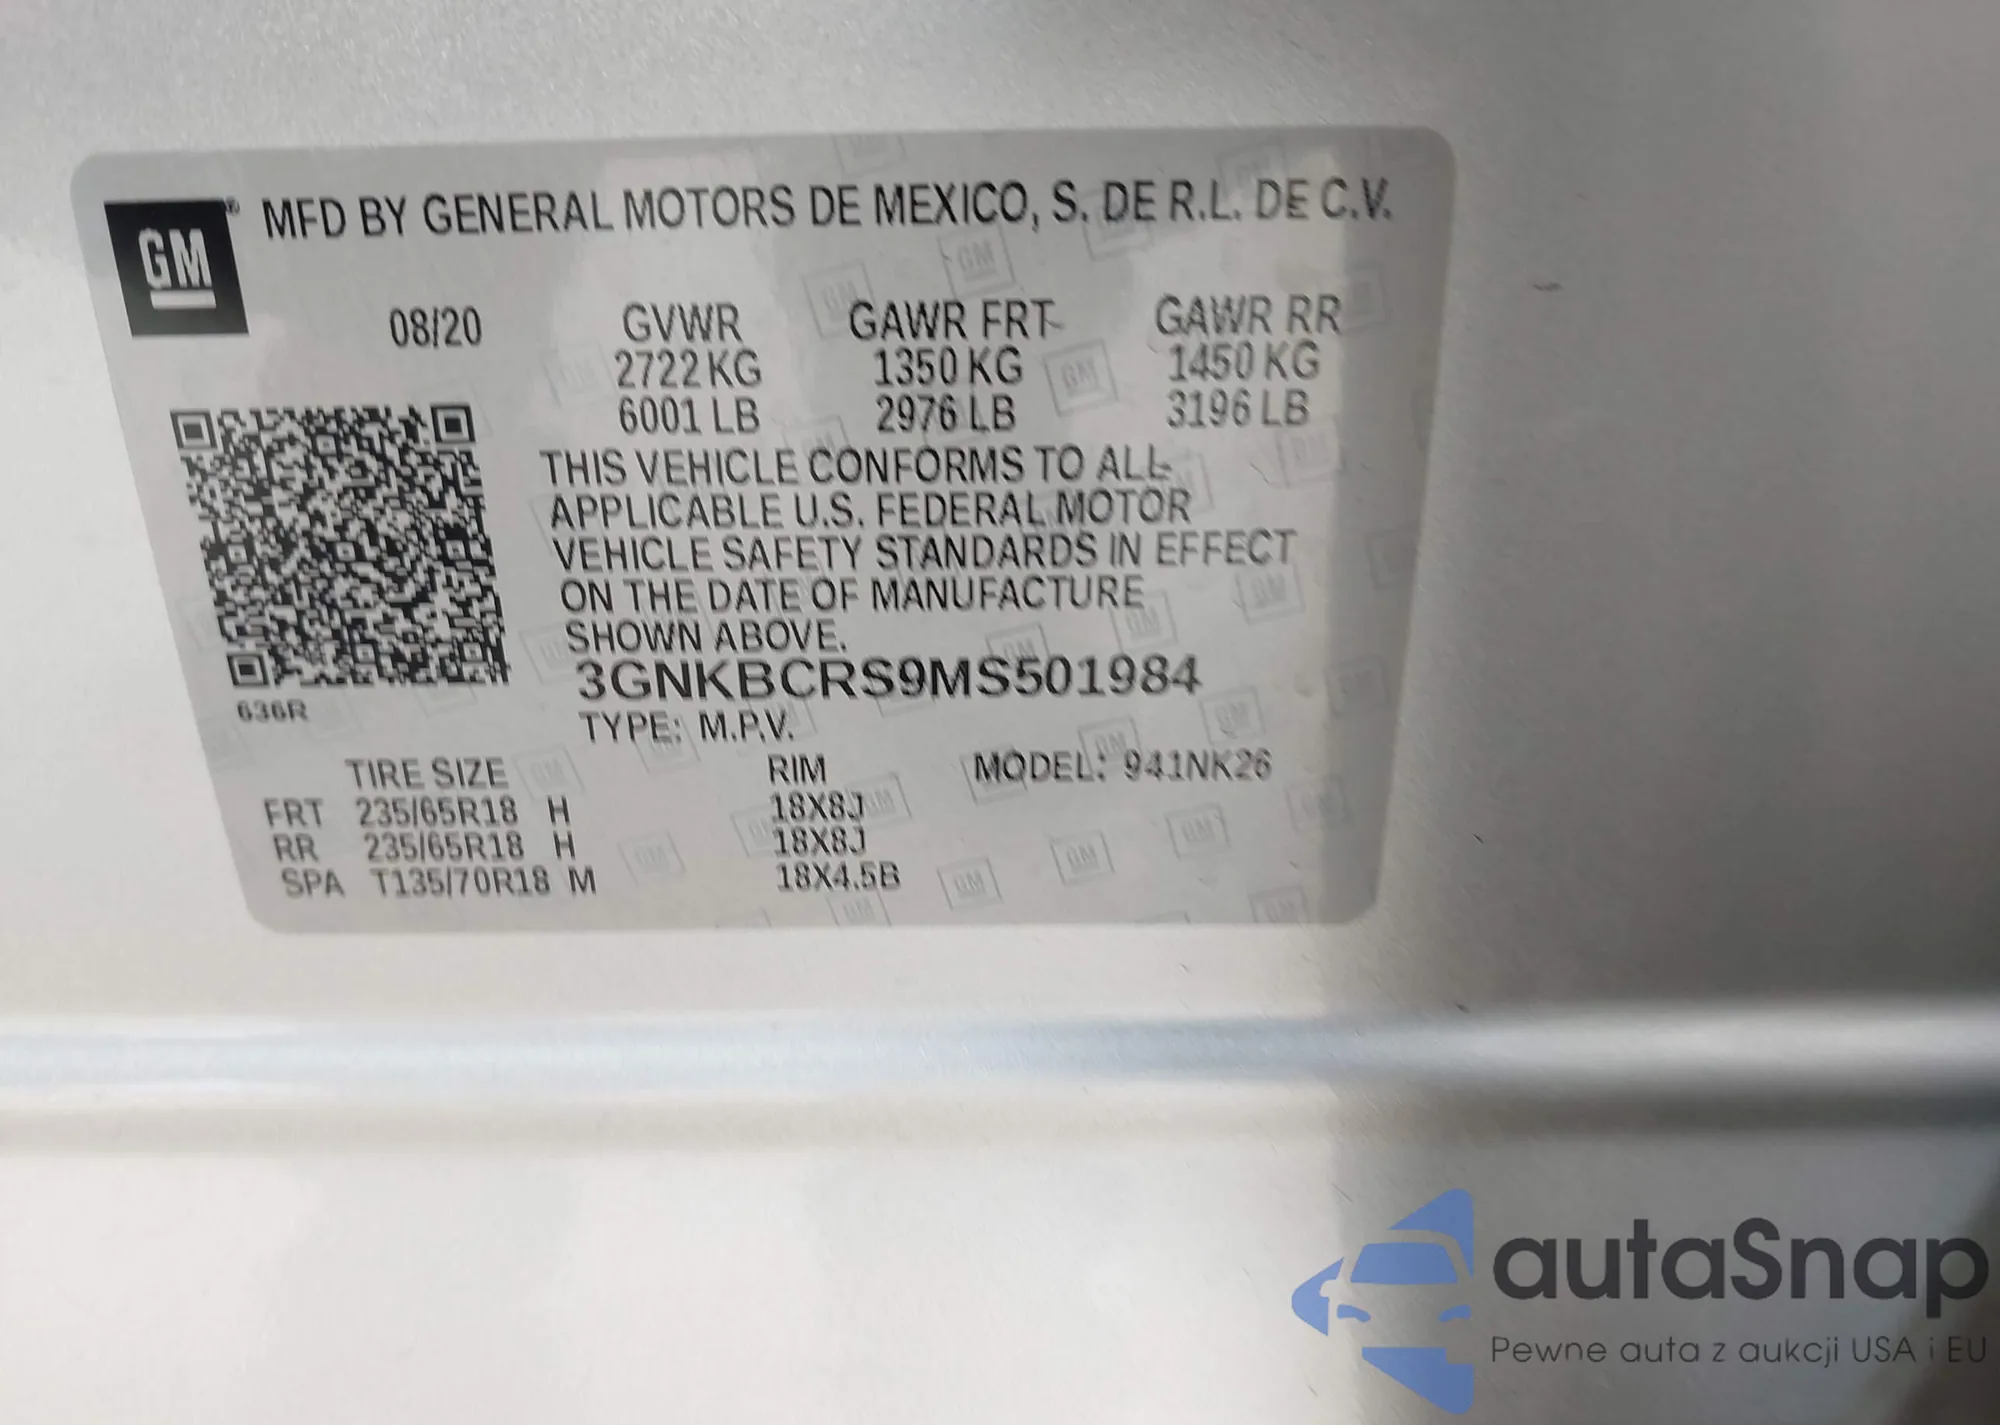 GM
® MFD BY GENERAL MOTORS DE MEXICO, S. DE R.L. DE C.V.
08/20 GVWR GAWR FRT GAWR RR
2722 KG 1350 KG 1450 KG
6001 LB 2976 LB 3196 LB
THIS VEHICLE CONFORMS TO ALL
APPLICABLE U.S. FEDERAL MOTOR
VEHICLE SAFETY STANDARDS IN EFFECT
ON THE DATE OF MANUFACTURE
SHOWN ABOVE.
3GNKBCRS9MS501984
636R
TYPE: M.P.V.
TIRE SIZE RIM MODEL: 941NK26
FRT 235/65R18 H 18X8J
RR 235/65R18 H 18X8J
SPA T135/70R18 M 18X4.5B
autaSnap
Pewne auta z aukcji USA i EU